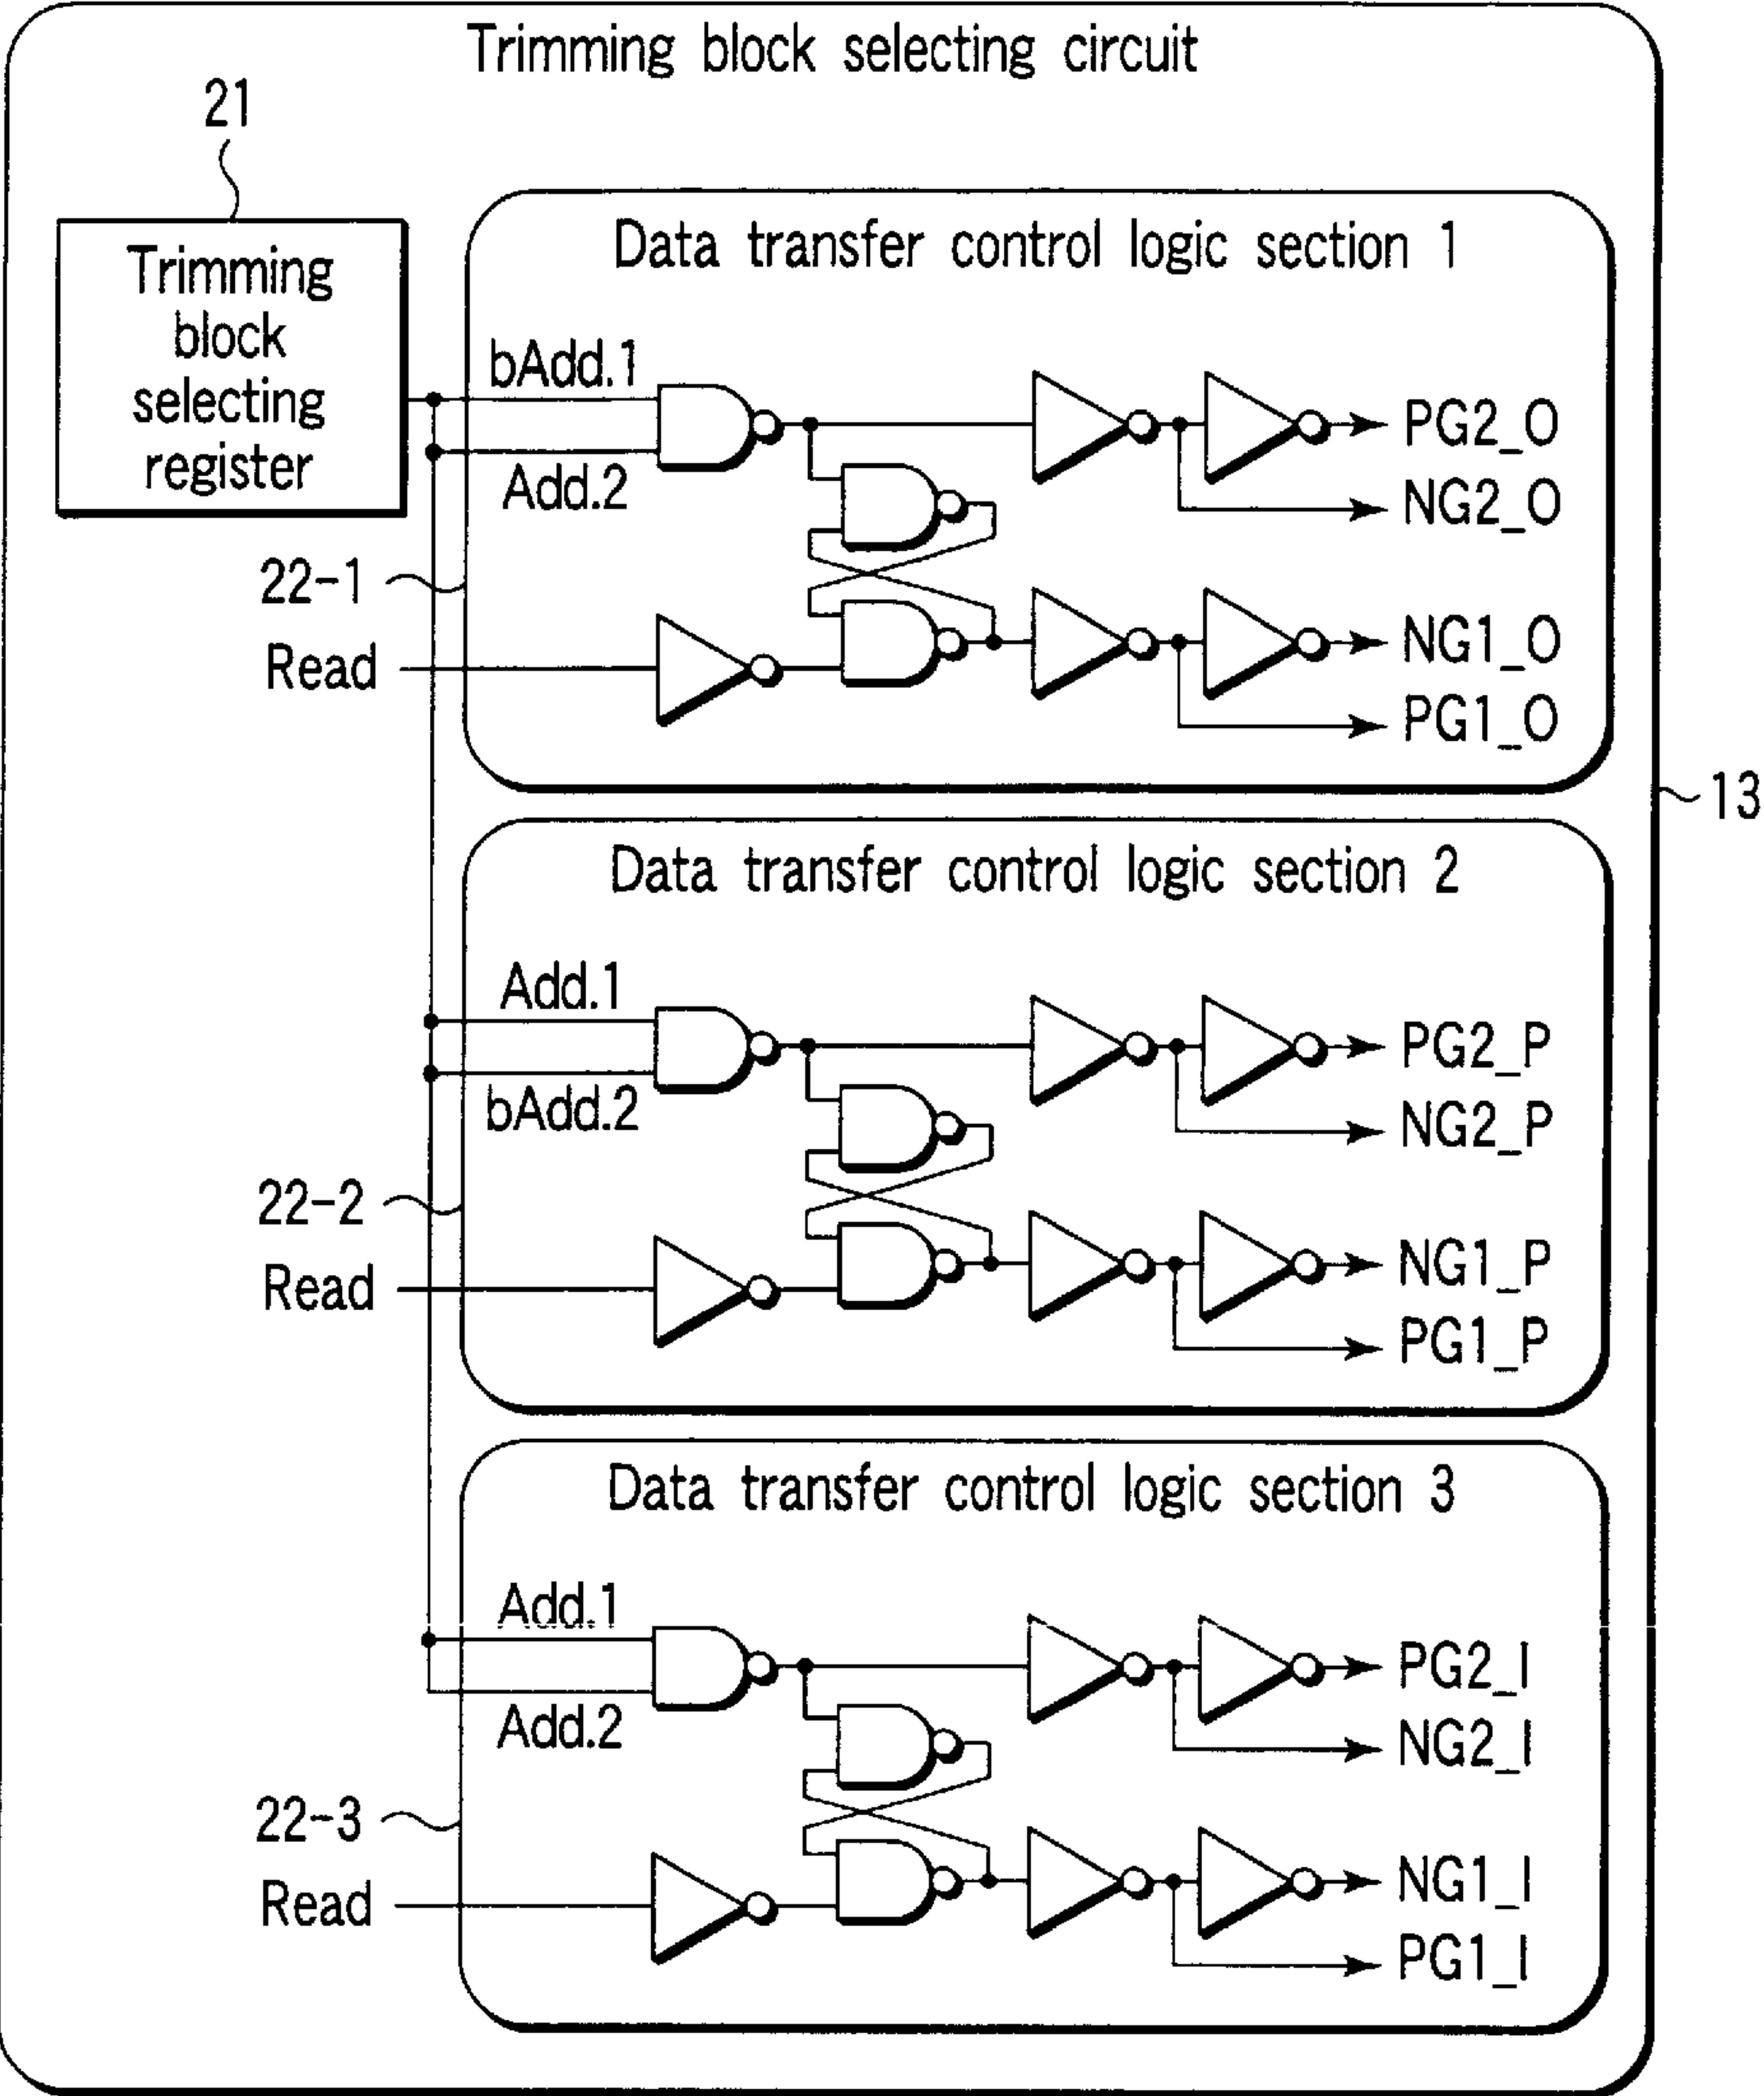 Trimming block selecting circuit
21
Trimming
block
selecting
register
Data transfer control logic section 1
bAdd.1
Add.2
PG2_O
NG2_O
22-1
Read
NG1_O
PG1_O
13
Data transfer control logic section 2
Add.1
bAdd.2
PG2_P
NG2_P
22-2
Read
NG1_P
PG1_P
Data transfer control logic section 3
Add.1
Add.2
PG2_I
NG2_I
22-3
Read
NG1_I
PG1_I